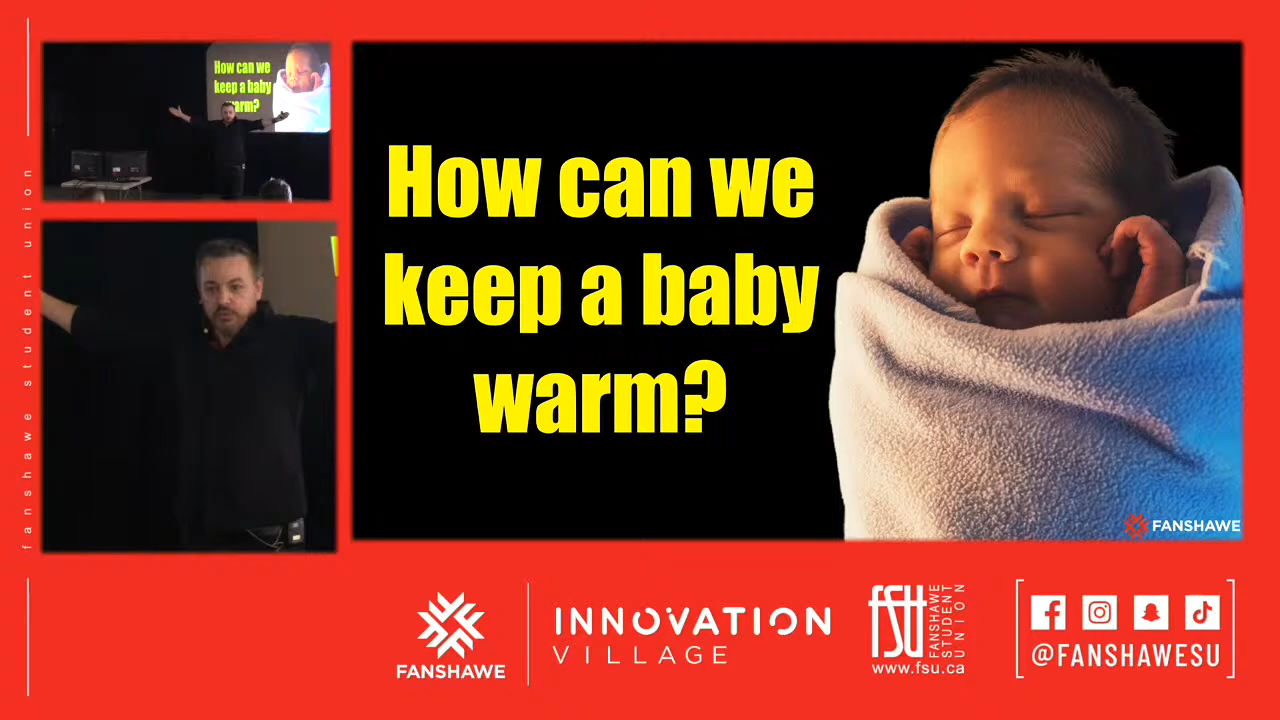 fanshawe student union
How can we
keep a baby
warm?
How can we
keep a baby
warm?
FANSHAWE
FANSHAWE
INNOVATION
VILLAGE
fsu
FANSHAWE
STUDENT
UNION
www.fsu.ca
@FANSHAWESU